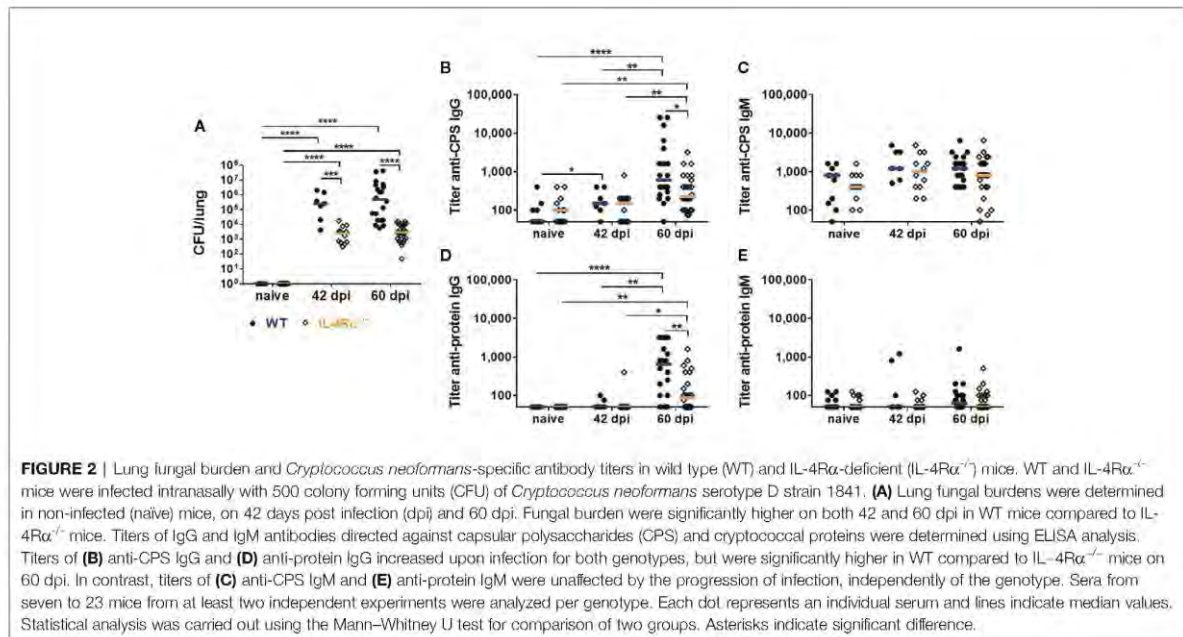 A
CFU/lung
10⁸
10⁷
10⁶
10⁵
10⁴
10³
10²
10¹
10⁰
naive 42 dpi 60 dpi
**** **** **** **** *** ****
WT IL-4Rα⁻/⁻
B
Titer anti-CPS IgG
100,000
10,000
1,000
100
naive 42 dpi 60 dpi
**** ** ** ** * *
C
Titer anti-CPS IgM
100,000
10,000
1,000
100
naive 42 dpi 60 dpi
D
Titer anti-protein IgG
100,000
10,000
1,000
100
naive 42 dpi 60 dpi
**** ** ** * **
E
Titer anti-protein IgM
100,000
10,000
1,000
100
naive 42 dpi 60 dpi
FIGURE 2 | Lung fungal burden and Cryptococcus neoformans-specific antibody titers in wild type (WT) and IL-4Rα-deficient (IL-4Rα⁻/⁻) mice. WT and IL-4Rα⁻/⁻
mice were infected intranasally with 500 colony forming units (CFU) of Cryptococcus neoformans serotype D strain 1841. (A) Lung fungal burdens were determined
in non-infected (naïve) mice, on 42 days post infection (dpi) and 60 dpi. Fungal burden were significantly higher on both 42 and 60 dpi in WT mice compared to IL-
4Rα⁻/⁻ mice. Titers of IgG and IgM antibodies directed against capsular polysaccharides (CPS) and cryptococcal proteins were determined using ELISA analysis.
Titers of (B) anti-CPS IgG and (D) anti-protein IgG increased upon infection for both genotypes, but were significantly higher in WT compared to IL-4Rα⁻/⁻ mice on
60 dpi. In contrast, titers of (C) anti-CPS IgM and (E) anti-protein IgM were unaffected by the progression of infection, independently of the genotype. Sera from
seven to 23 mice from at least two independent experiments were analyzed per genotype. Each dot represents an individual serum and lines indicate median values.
Statistical analysis was carried out using the Mann–Whitney U test for comparison of two groups. Asterisks indicate significant difference.